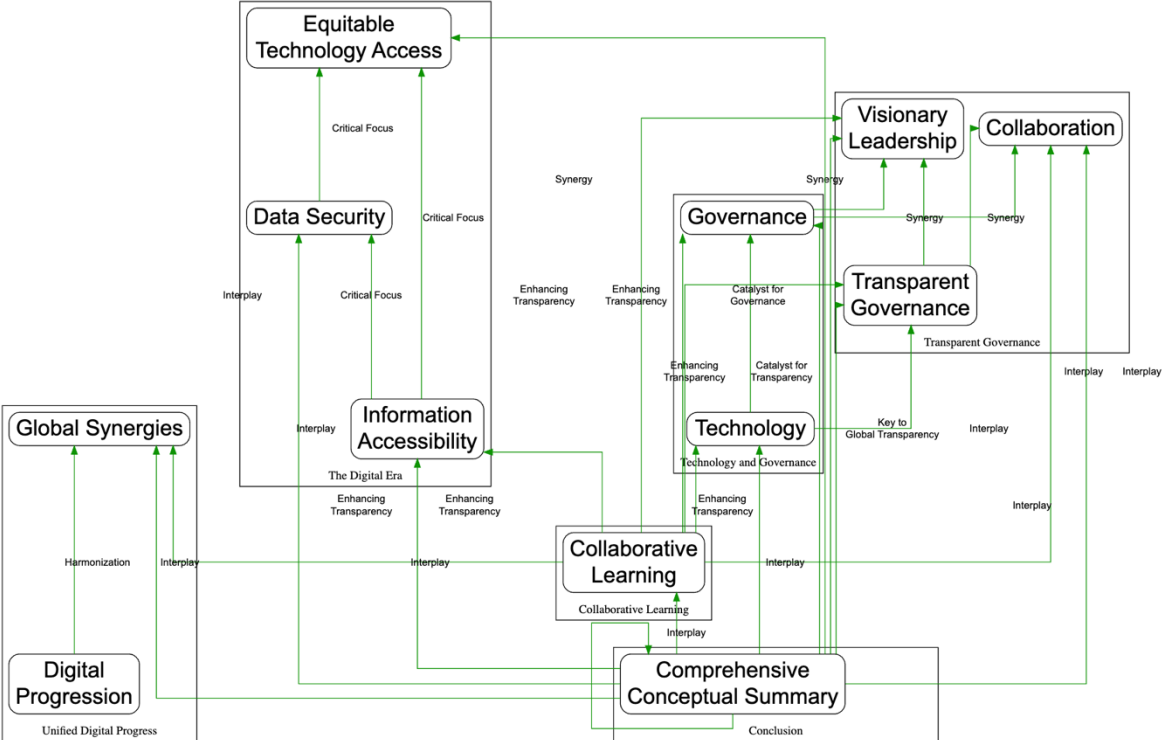 Equitable
Technology Access
Critical Focus
Visionary
Leadership
Collaboration
Synergy
Synergy
Data Security
Critical Focus
Governance
Synergy
Synergy
Interplay
Critical Focus
Enhancing
Transparency
Enhancing
Transparency
Catalyst for
Governance
Transparent
Governance
Transparent Governance
Enhancing
Transparency
Catalyst for
Transparency
Interplay
Interplay
Global Synergies
Interplay
Information
Accessibility
The Digital Era
Technology
Technology and Governance
Key to
Global Transparency
Interplay
Enhancing
Transparency
Enhancing
Transparency
Enhancing
Transparency
Interplay
Harmonization
Interplay
Interplay
Collaborative
Learning
Collaborative Learning
Interplay
Interplay
Digital
Progression
Unified Digital Progress
Comprehensive
Conceptual Summary
Conclusion